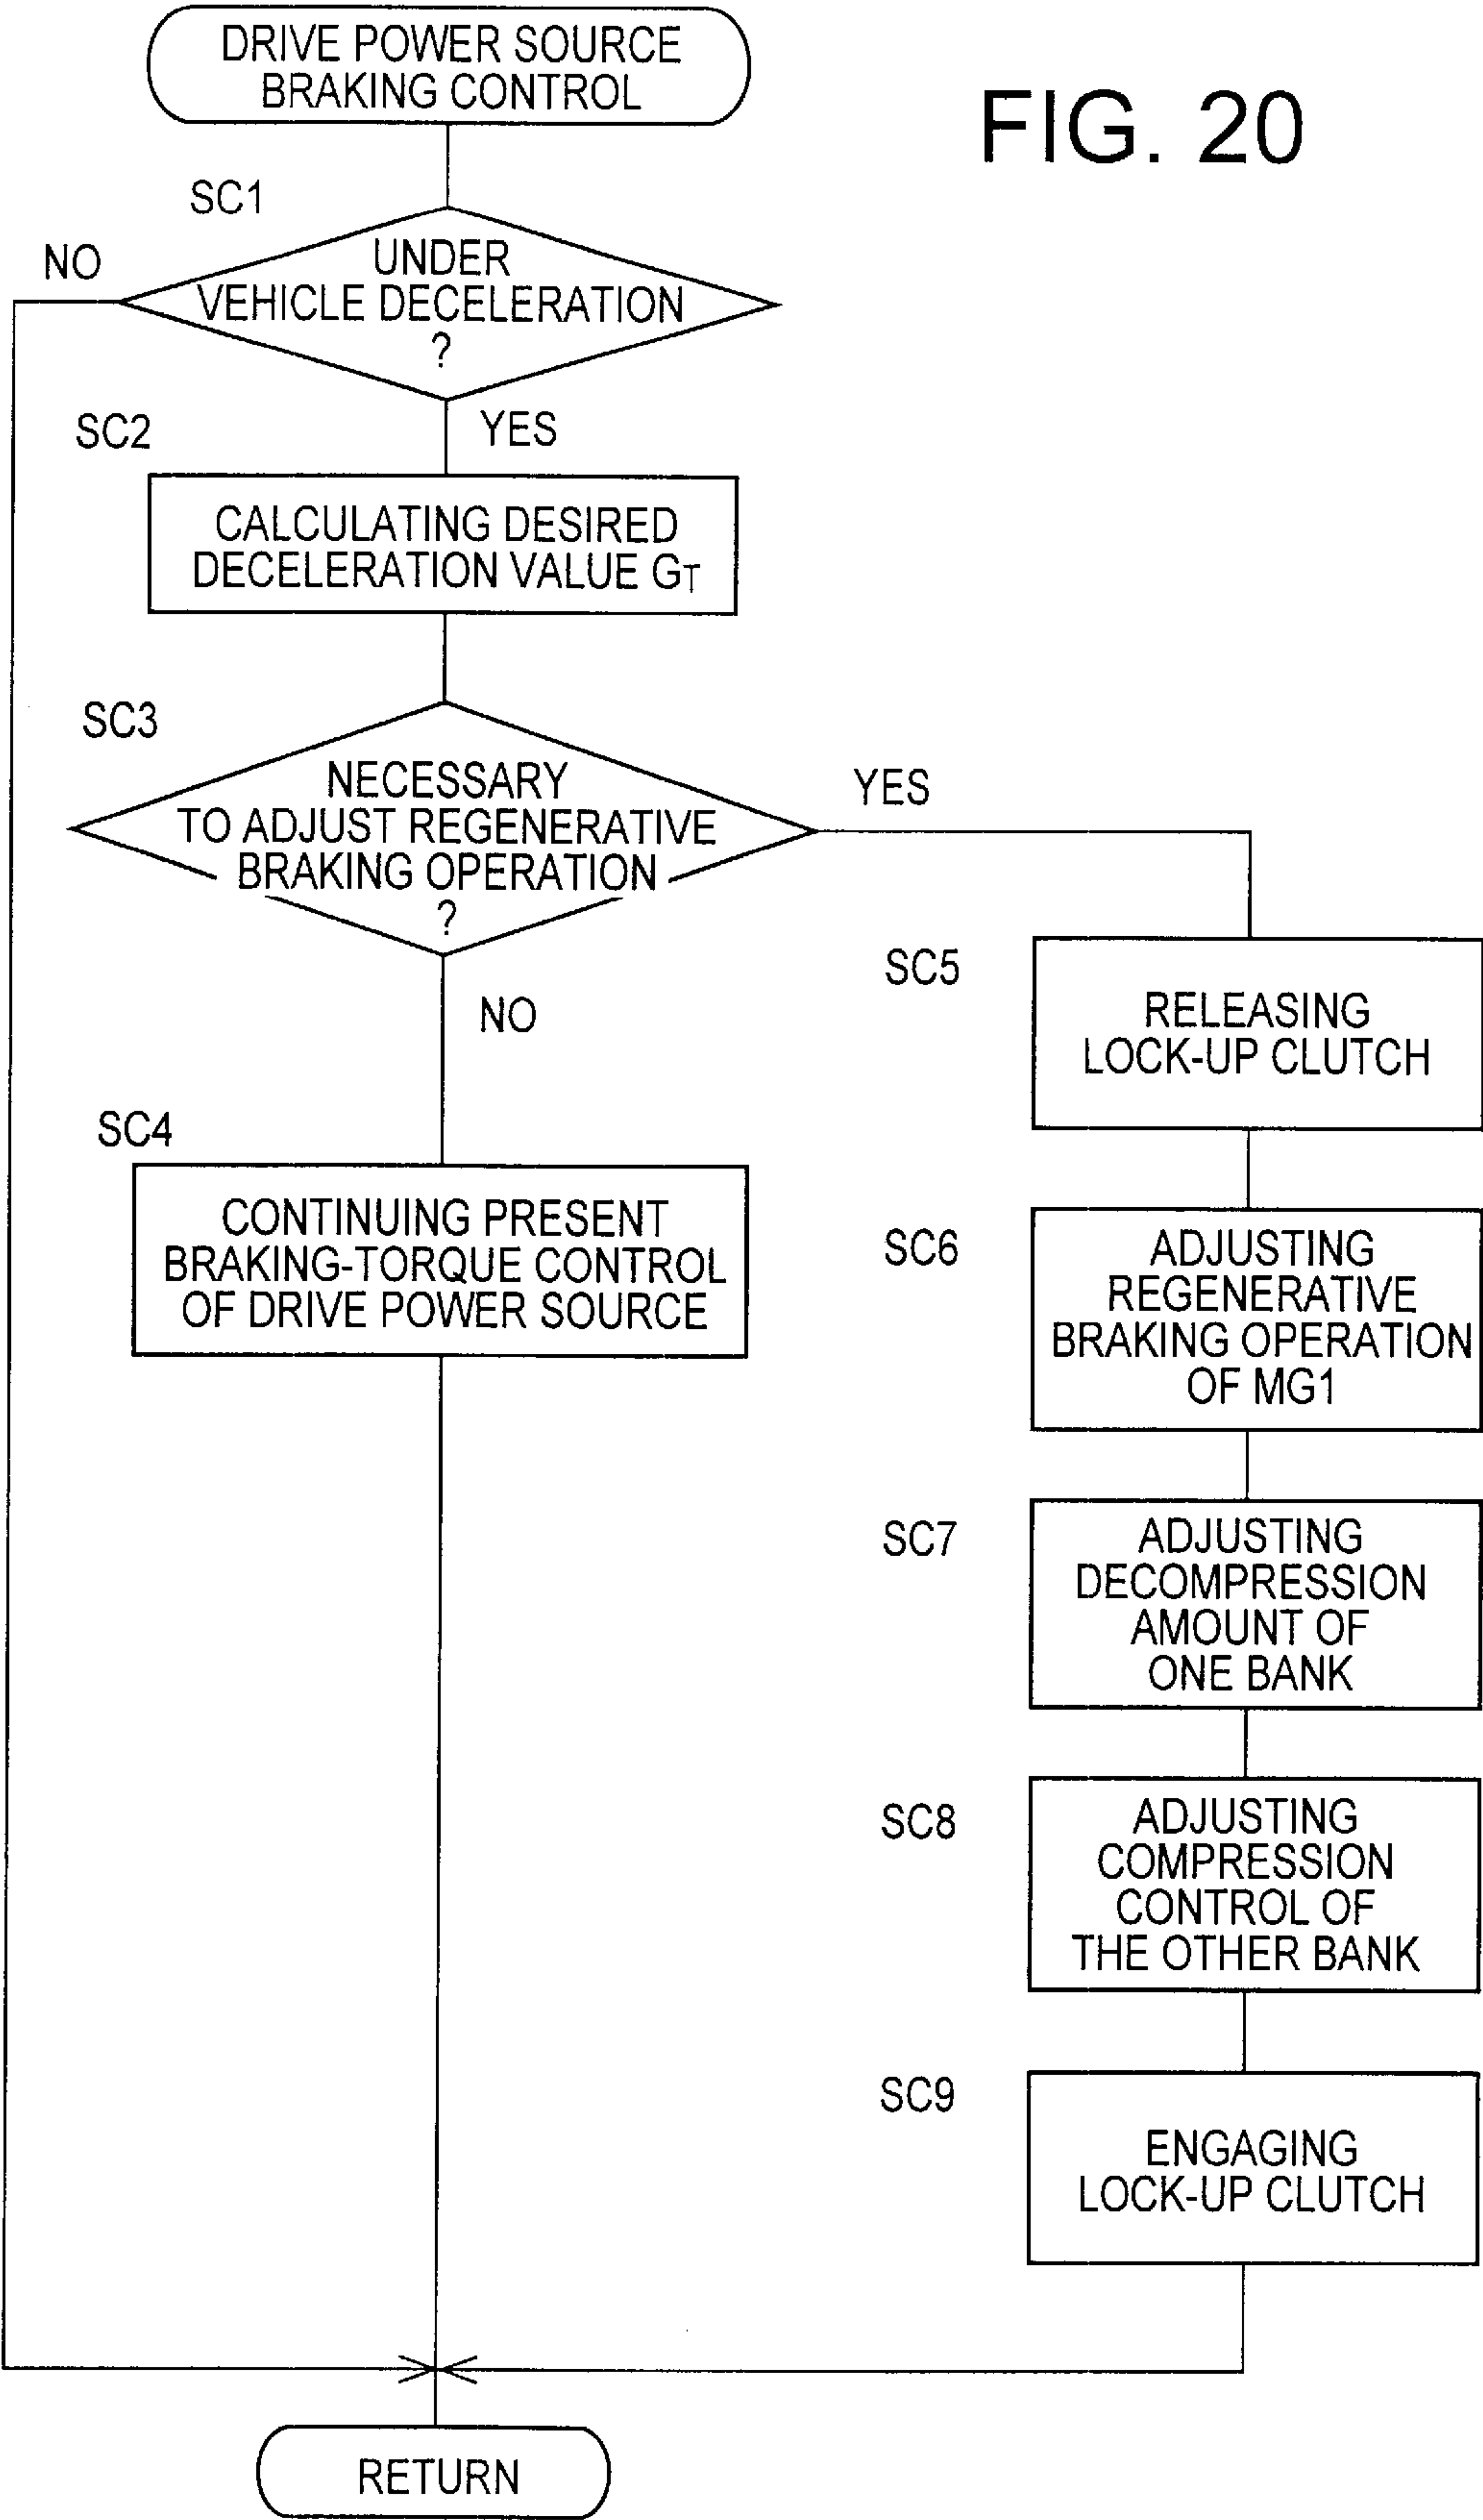 DRIVE POWER SOURCE
BRAKING CONTROL
FIG. 20
SC1
NO
UNDER
VEHICLE DECELERATION
?
YES
SC2
CALCULATING DESIRED
DECELERATION VALUE GT
SC3
NECESSARY
TO ADJUST REGENERATIVE
BRAKING OPERATION
?
YES
NO
SC4
CONTINUING PRESENT
BRAKING-TORQUE CONTROL
OF DRIVE POWER SOURCE
SC5
RELEASING
LOCK-UP CLUTCH
SC6
ADJUSTING
REGENERATIVE
BRAKING OPERATION
OF MG1
SC7
ADJUSTING
DECOMPRESSION
AMOUNT OF
ONE BANK
SC8
ADJUSTING
COMPRESSION
CONTROL OF
THE OTHER BANK
SC9
ENGAGING
LOCK-UP CLUTCH
RETURN